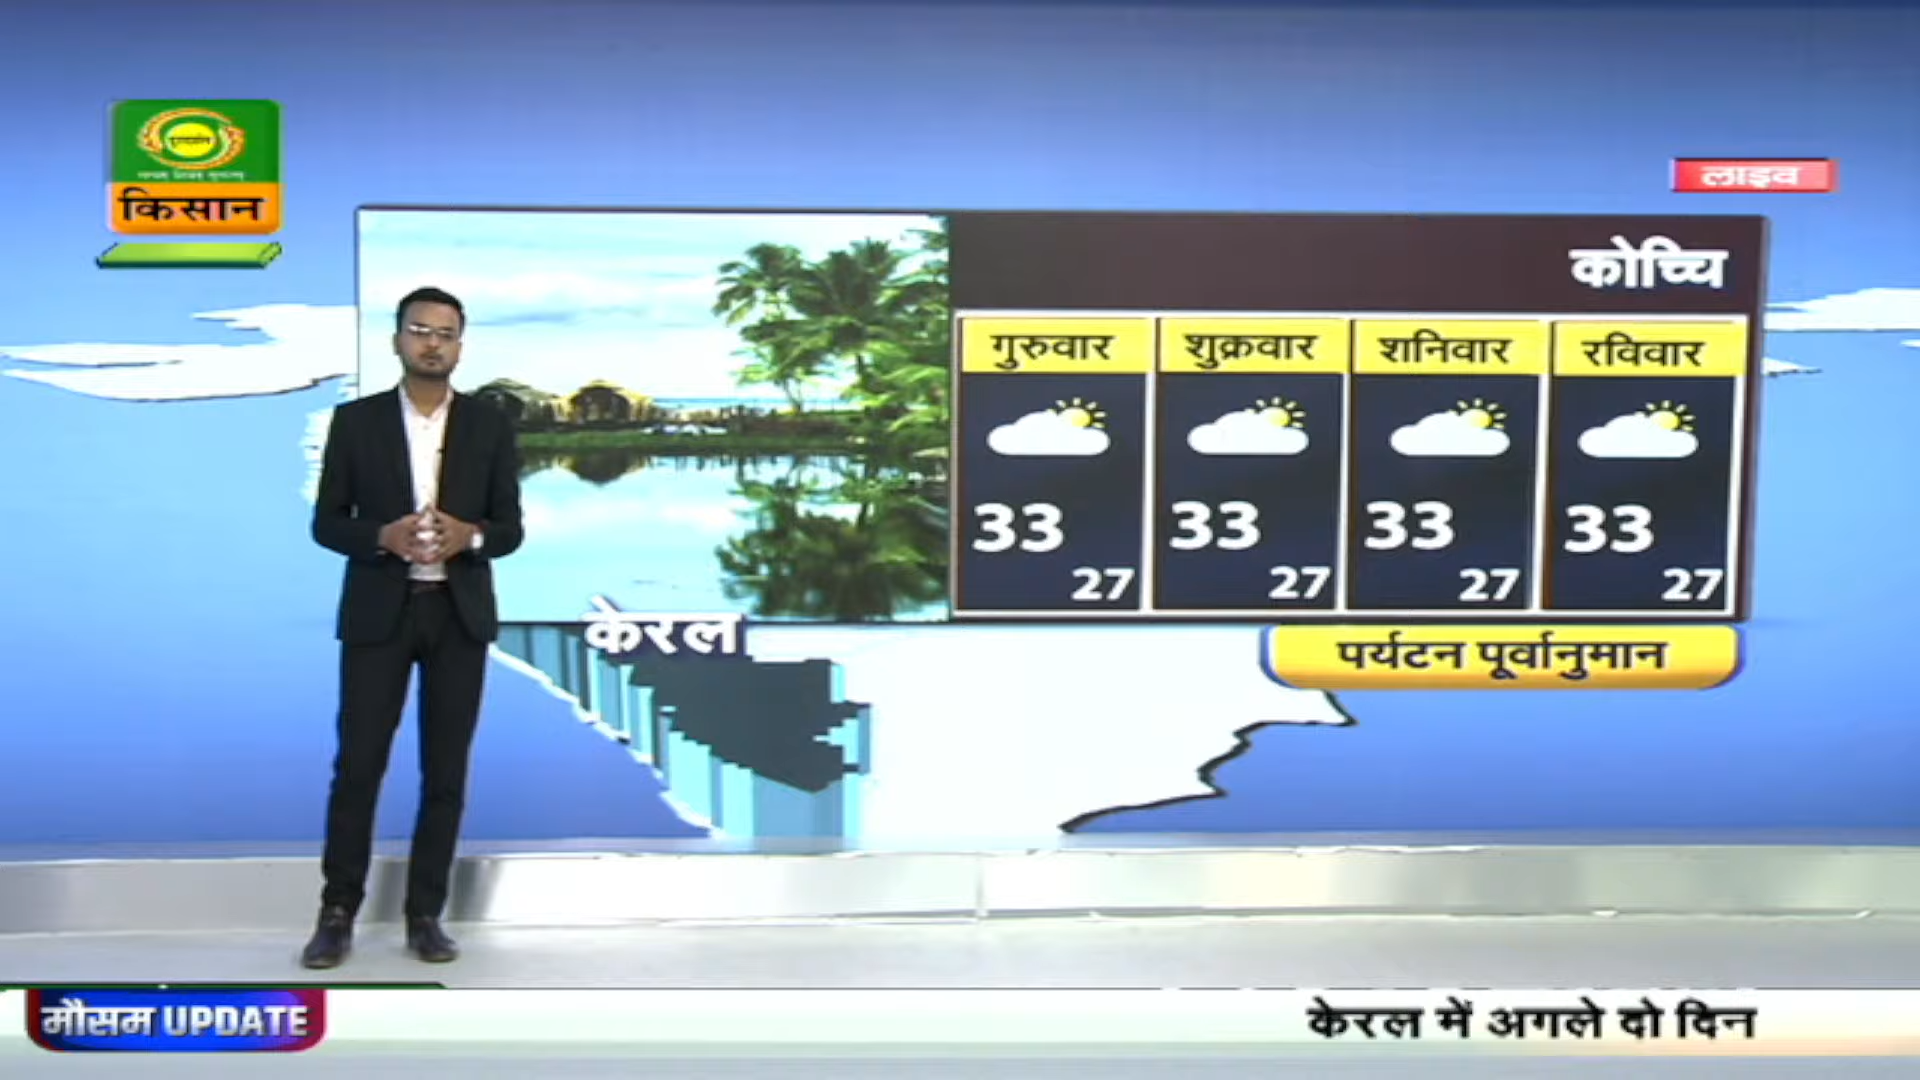 किसान
लाइव
कोच्चि
गुरुवार
शुक्रवार
शनिवार
रविवार
33
33
33
33
27
27
27
27
केरल
पर्यटन पूर्वानुमान
मौसम UPDATE
केरल में अगले दो दिन